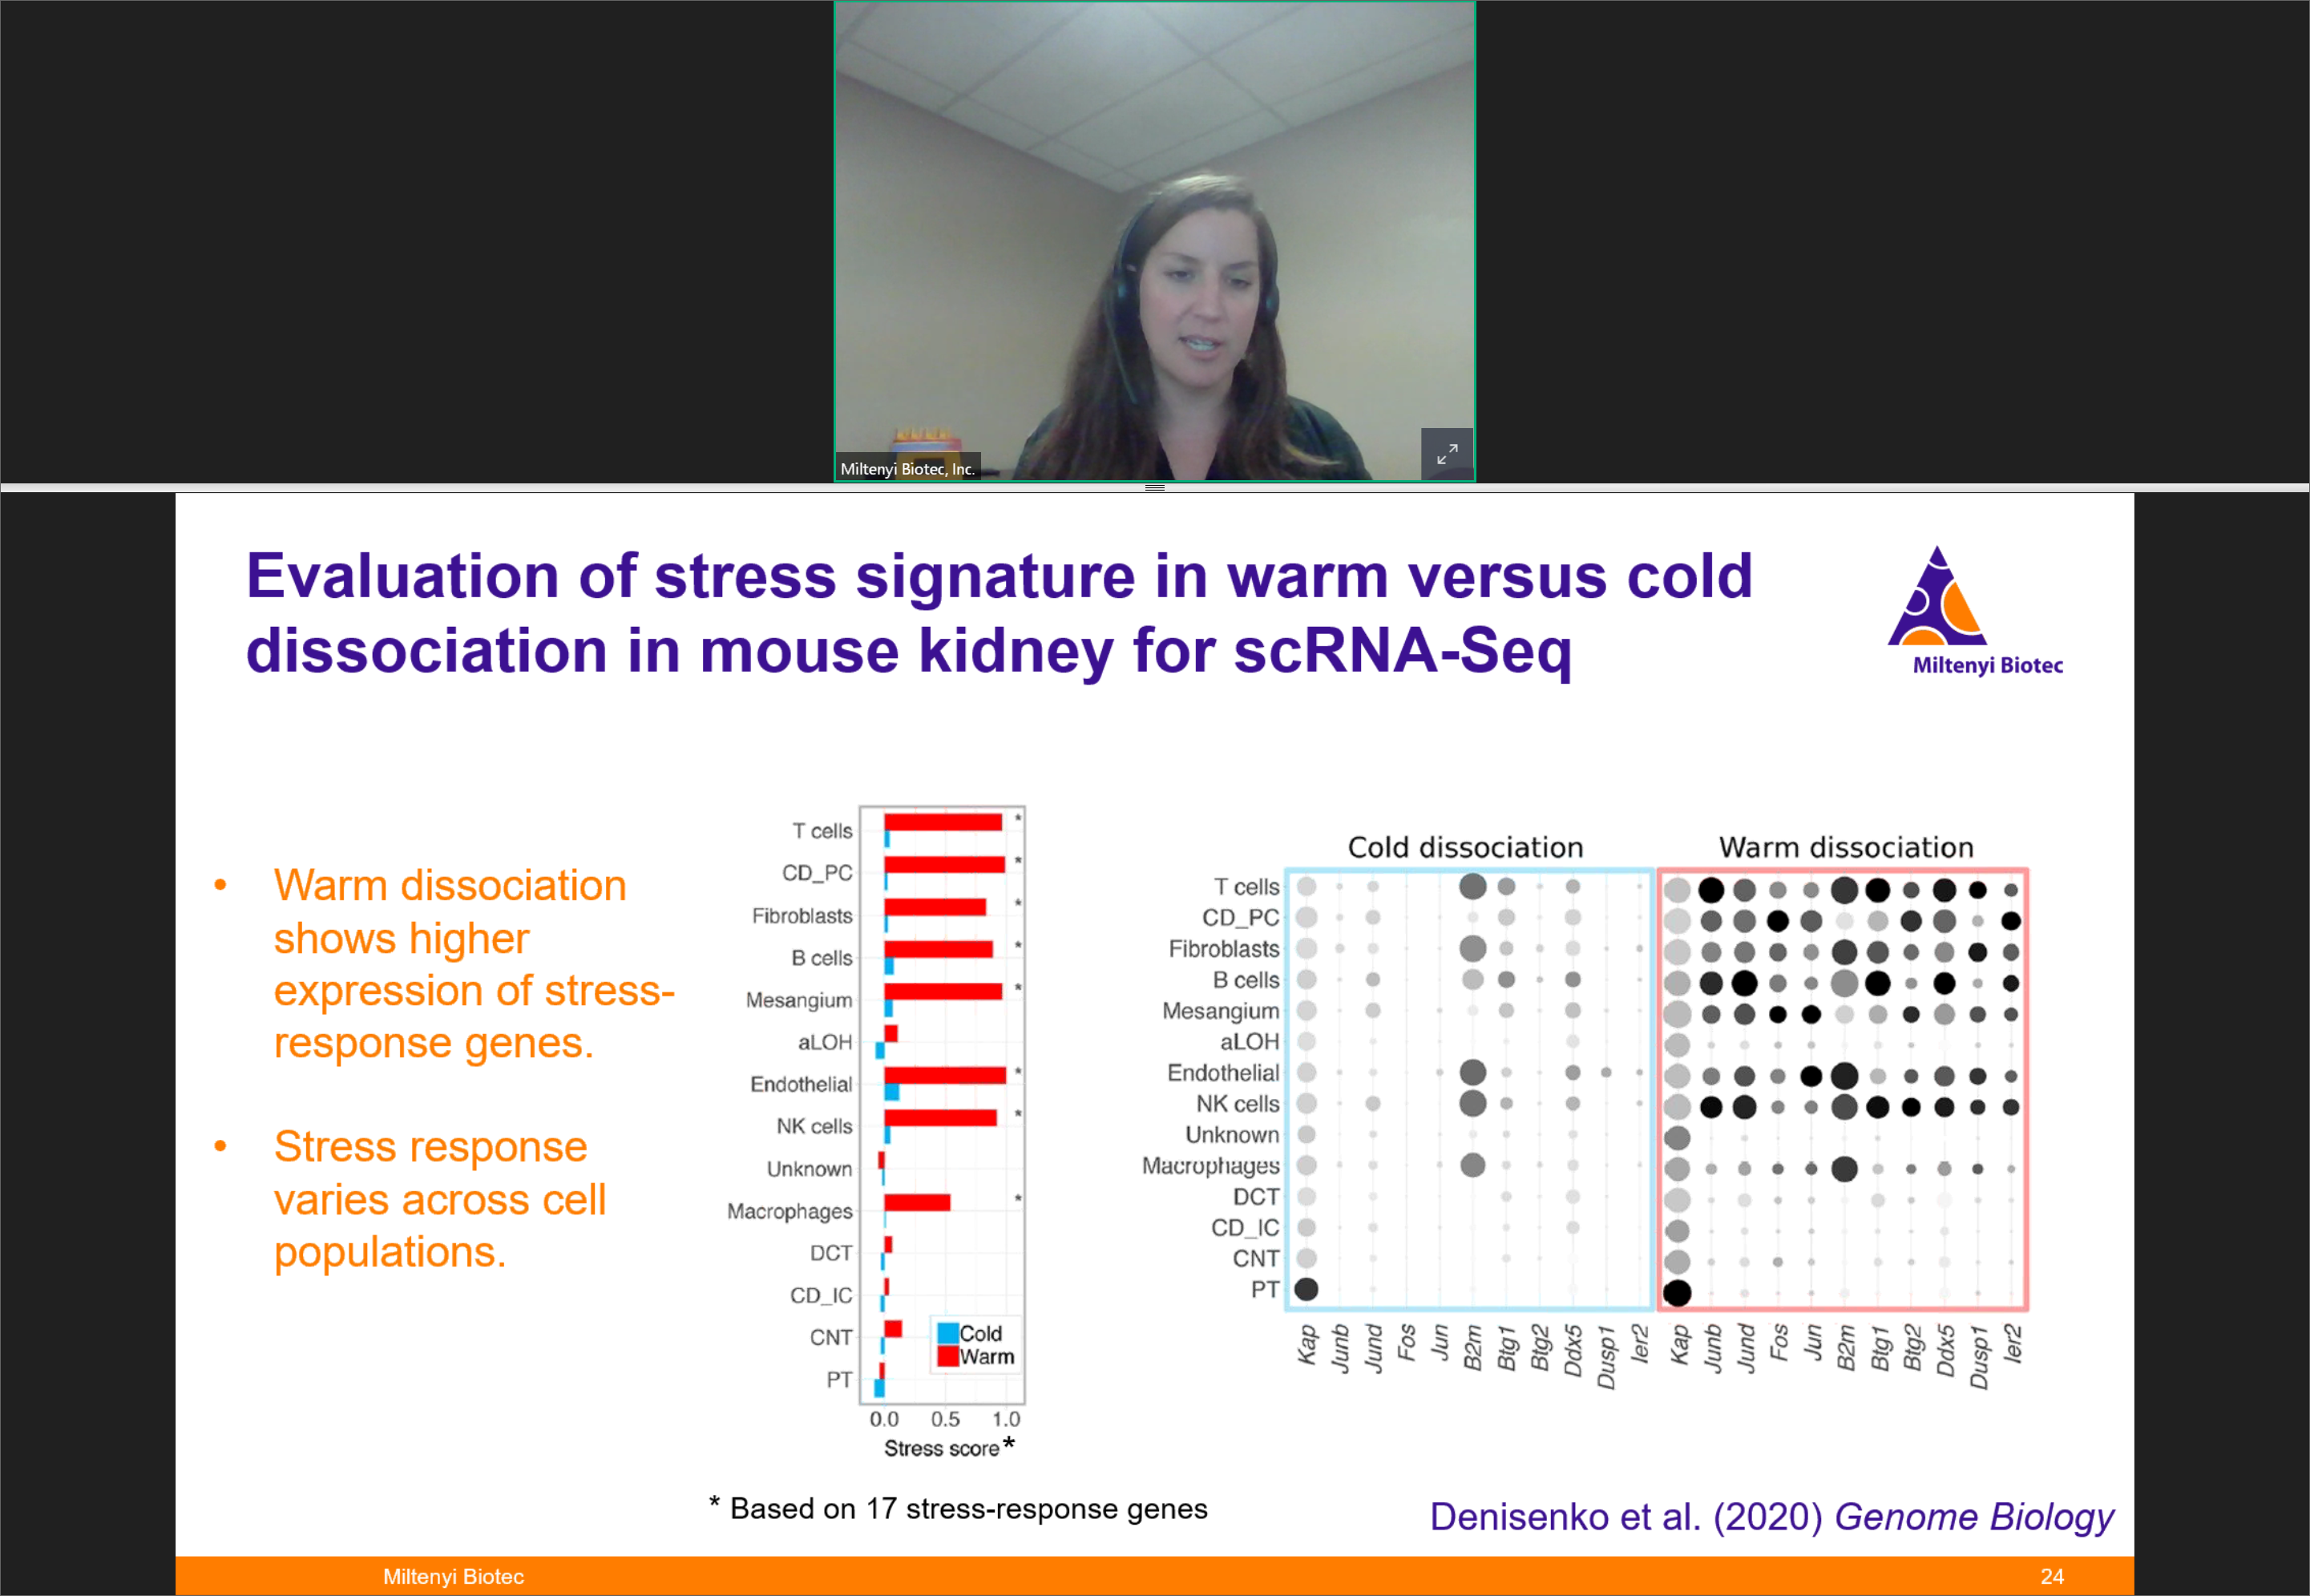 Miltenyi Biotec, Inc.
Evaluation of stress signature in warm versus cold
dissociation in mouse kidney for scRNA-Seq
Miltenyi Biotec
• Warm dissociation
shows higher
expression of stress-
response genes.
• Stress response
varies across cell
populations.
T cells *
CD_PC *
Fibroblasts *
B cells *
Mesangium *
aLOH
Endothelial *
NK cells *
Unknown
Macrophages *
DCT
CD_IC
CNT
PT
Cold
Warm
0.0 0.5 1.0
Stress score*
Cold dissociation Warm dissociation
T cells
CD_PC
Fibroblasts
B cells
Mesangium
aLOH
Endothelial
NK cells
Unknown
Macrophages
DCT
CD_IC
CNT
PT
Kap Junb Jund Fos Jun B2m Btg1 Btg2 Ddx5 Dusp1 Ier2 Kap Junb Jund Fos Jun B2m Btg1 Btg2 Ddx5 Dusp1 Ier2
* Based on 17 stress-response genes
Denisenko et al. (2020) Genome Biology
Miltenyi Biotec 24